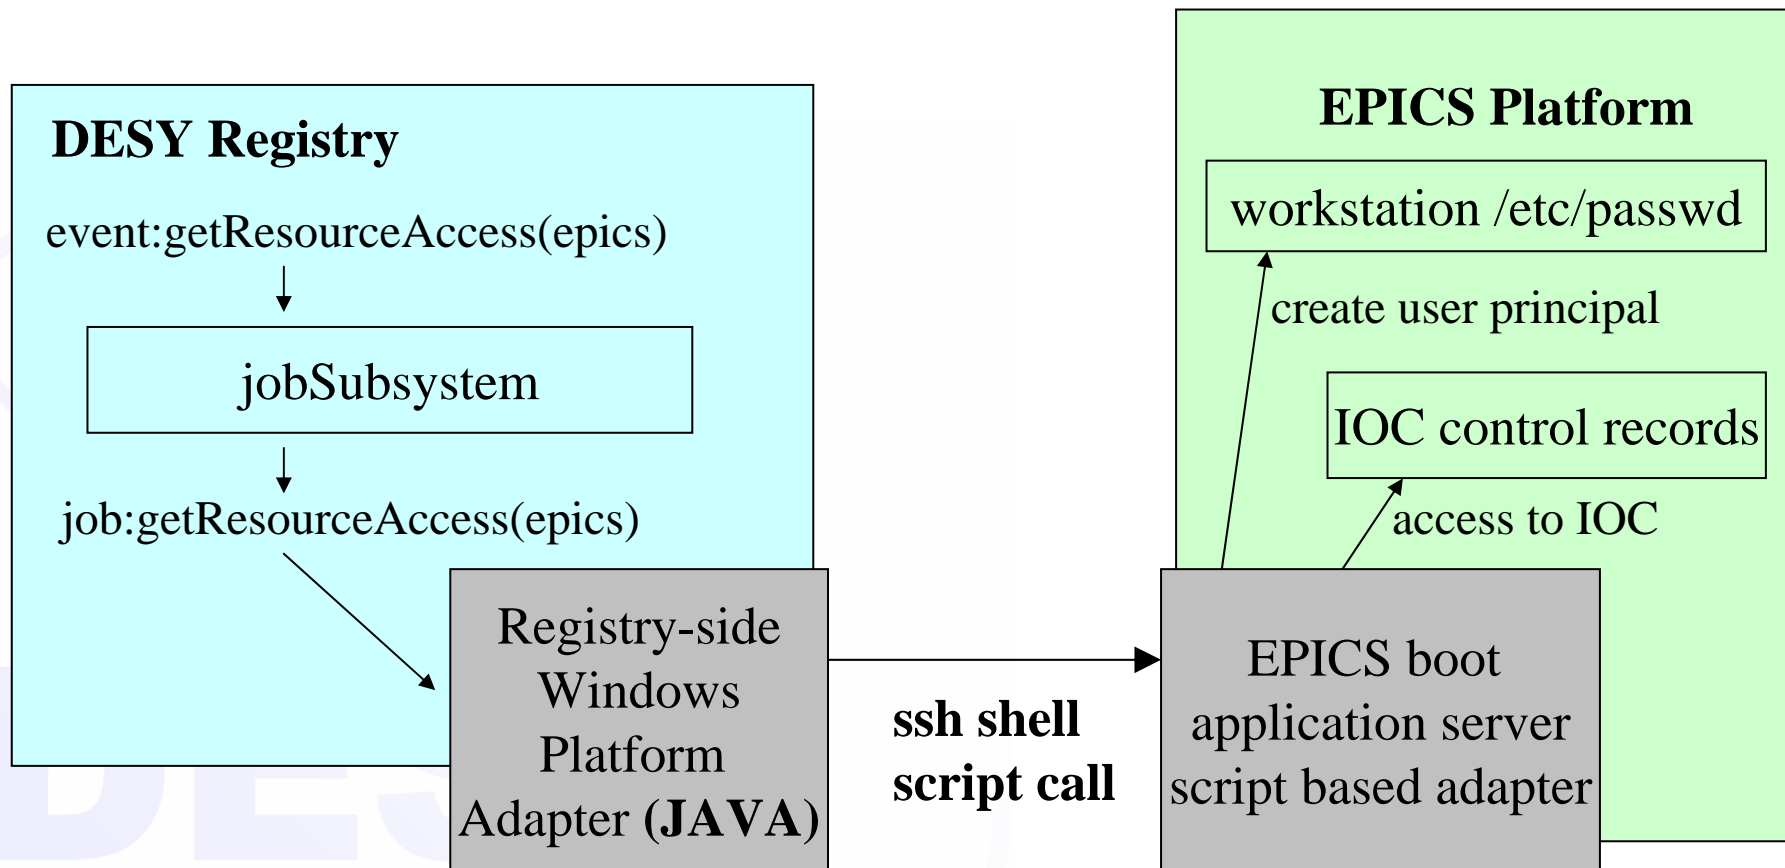 DESY Registry
event:getResourceAccess(epics)
jobSubsystem
job:getResourceAccess(epics)
Registry-side
Windows
Platform
Adapter (JAVA)
ssh shell
script call
EPICS Platform
workstation /etc/passwd
create user principal
IOC control records
access to IOC
EPICS boot
application server
script based adapter